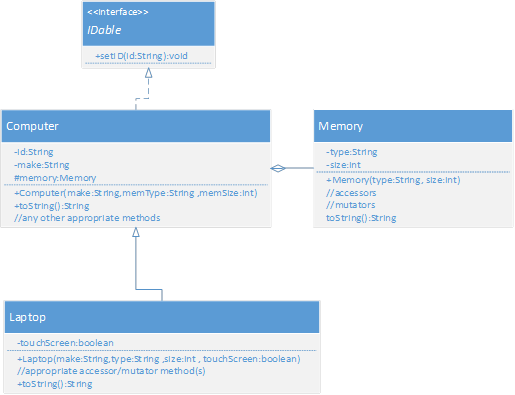 <<interface>>
IDable
+setID(id:String):void
Computer
-id:String
-make:String
#memory:Memory
+Computer(make:String,memType:String ,memSize:int)
+toString():String
//any other appropriate methods
Memory
-type:String
-size:int
+Memory(type:String, size:int)
//accessors
//mutators
toString():String
Laptop
-touchScreen:boolean
+Laptop(make:String,type:String ,size:int , touchScreen:boolean)
//appropriate accessor/mutator method(s)
+toString():String